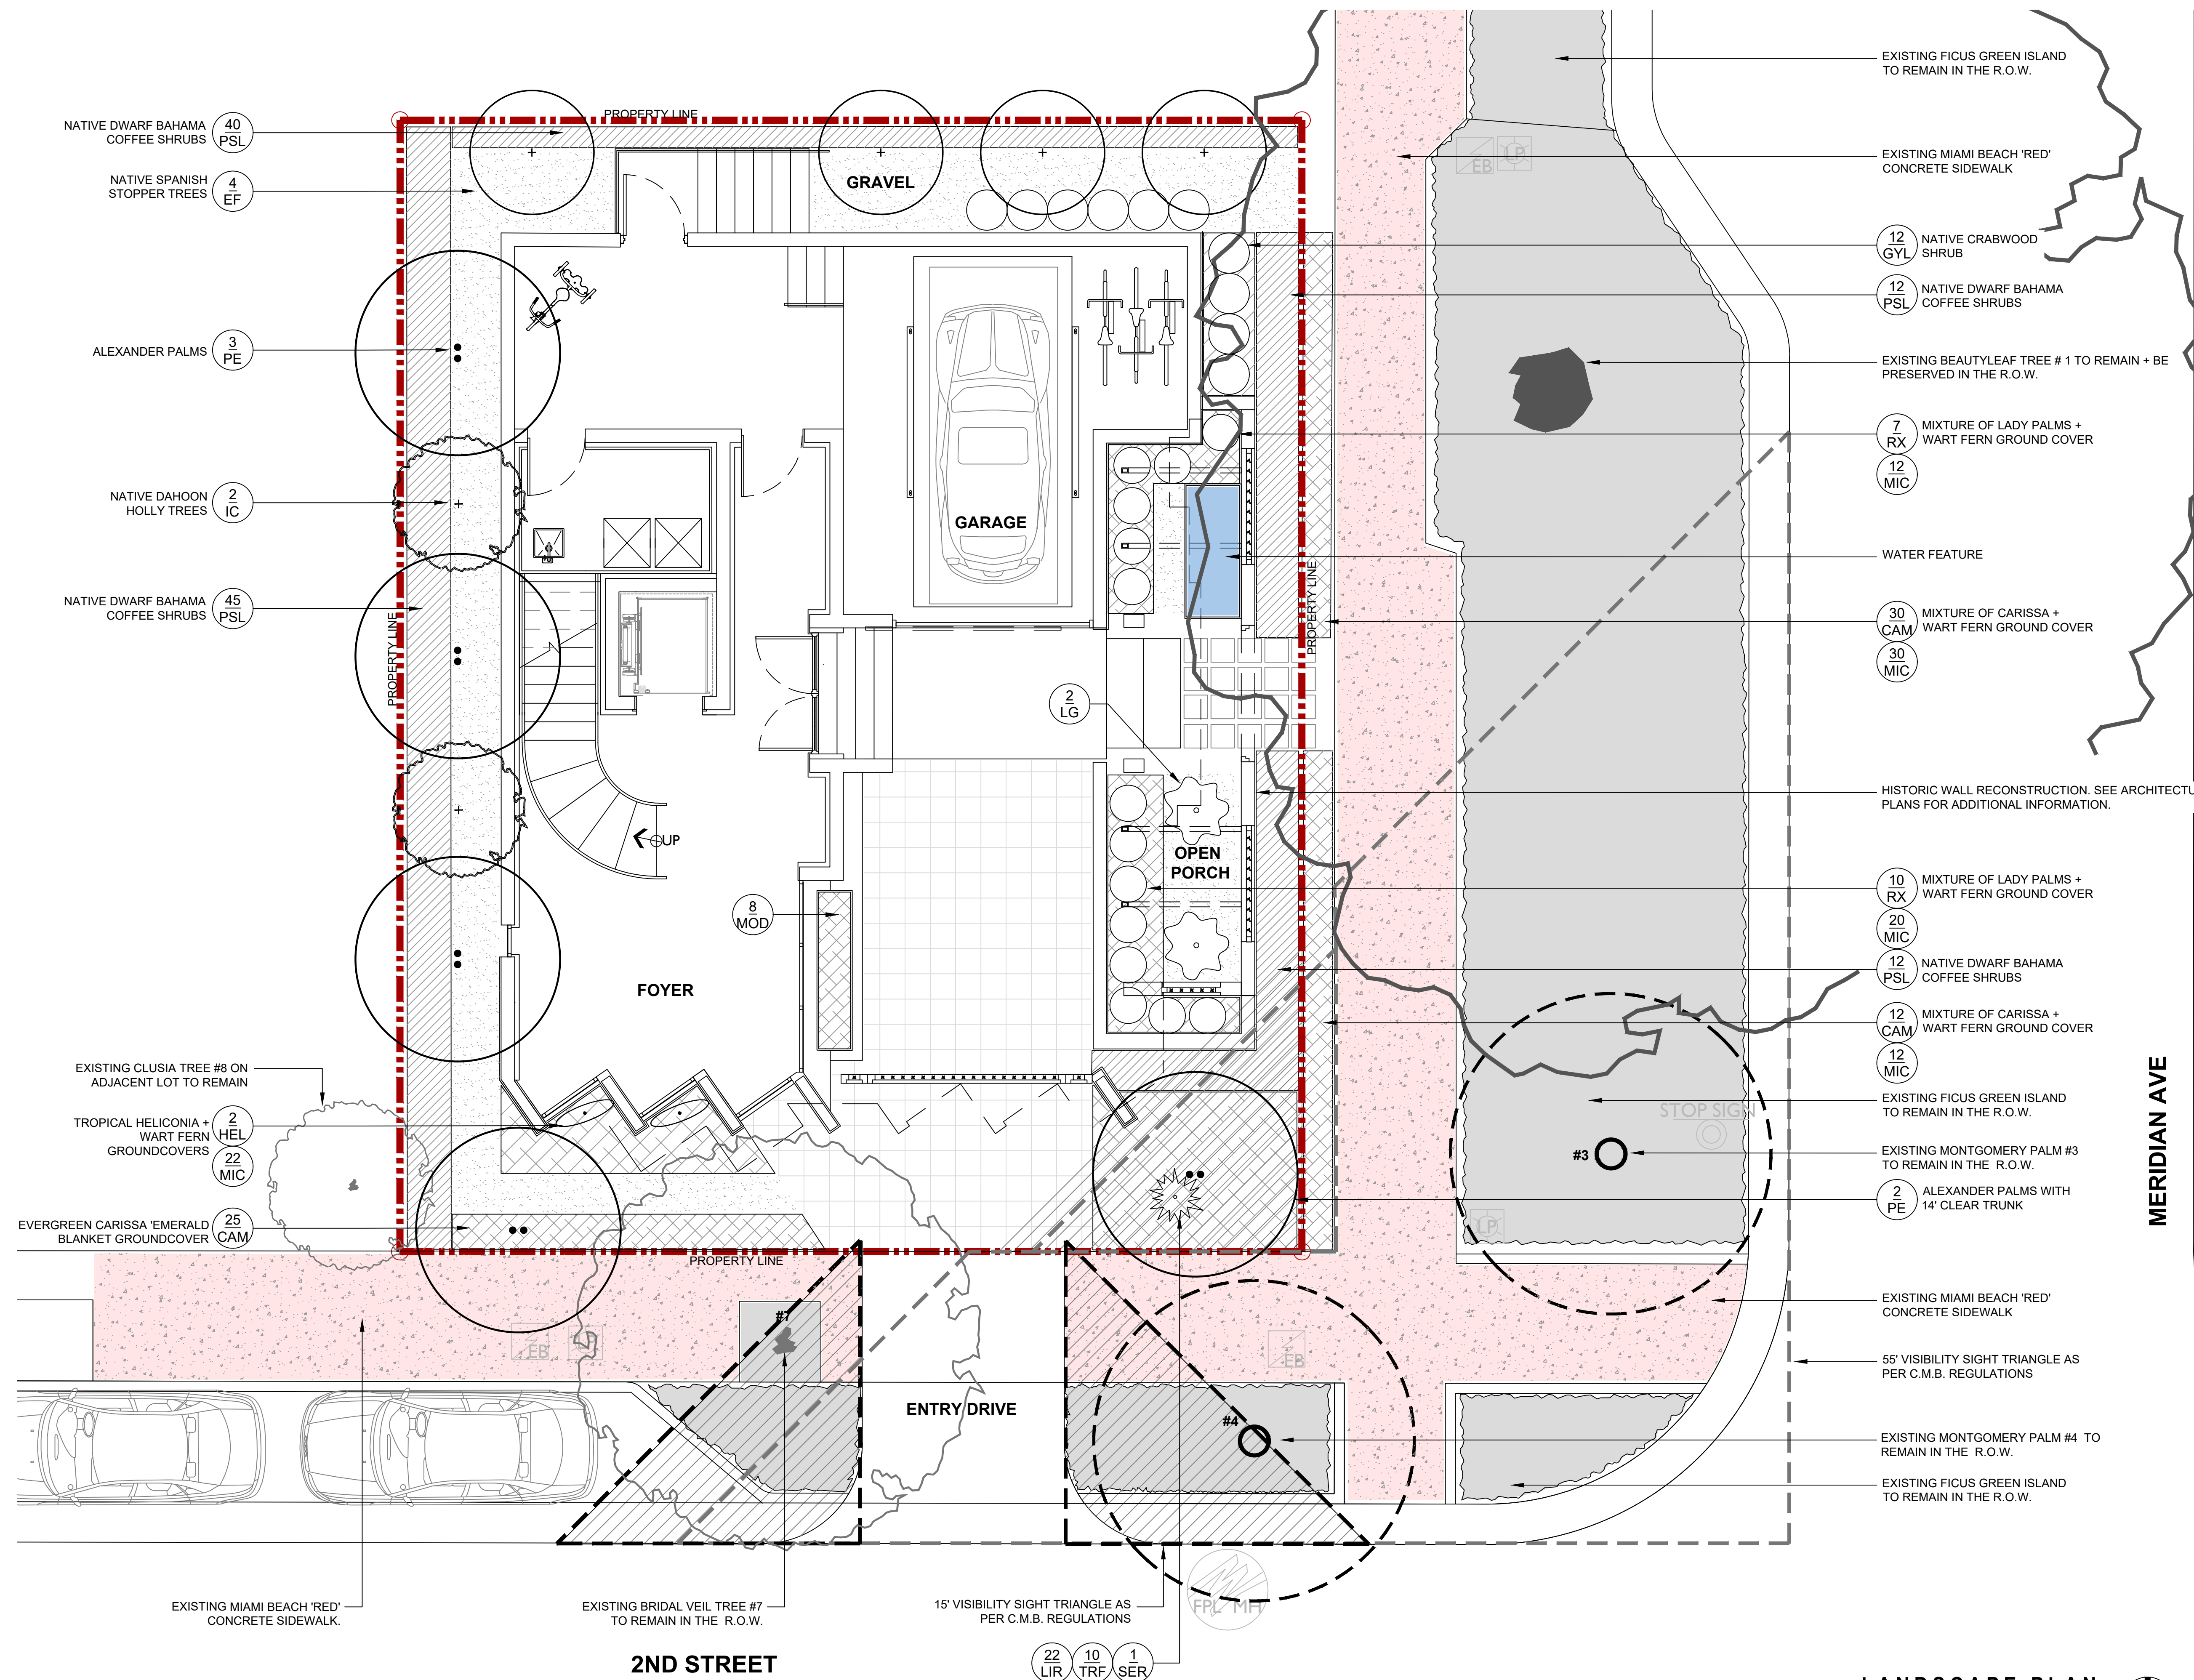 NATIVE DWARF BAHAMA
COFFEE SHRUBS
40
PSL
NATIVE SPANISH
STOPPER TREES
4
EF
ALEXANDER PALMS
3
PE
NATIVE DAHOON
HOLLY TREES
2
IC
NATIVE DWARF BAHAMA
COFFEE SHRUBS
45
PSL
EXISTING CLUSIA TREE #8 ON
ADJACENT LOT TO REMAIN
TROPICAL HELICONIA +
WART FERN
GROUNDCOVERS
2
HEL
22
MIC
EVERGREEN CARISSA 'EMERALD
BLANKET GROUNDCOVER
25
CAM
PROPERTY LINE
GRAVEL
GARAGE
PROPERTY LINE
PROPERTY LINE
2
LG
UP
OPEN
PORCH
8
MOD
FOYER
PROPERTY LINE
#7
EB
LP
ENTRY DRIVE
EB
#4
FPL MH
EB
LP
STOP SIGN
#3
LP
EXISTING FICUS GREEN ISLAND
TO REMAIN IN THE R.O.W.
EXISTING MIAMI BEACH 'RED'
CONCRETE SIDEWALK
12
GYL
NATIVE CRABWOOD
SHRUB
12
PSL
NATIVE DWARF BAHAMA
COFFEE SHRUBS
EXISTING BEAUTYLEAF TREE # 1 TO REMAIN + BE
PRESERVED IN THE R.O.W.
7
RX
MIXTURE OF LADY PALMS +
WART FERN GROUND COVER
12
MIC
WATER FEATURE
30
CAM
MIXTURE OF CARISSA +
WART FERN GROUND COVER
30
MIC
HISTORIC WALL RECONSTRUCTION. SEE ARCHITECTU
PLANS FOR ADDITIONAL INFORMATION.
10
RX
MIXTURE OF LADY PALMS +
WART FERN GROUND COVER
20
MIC
12
PSL
NATIVE DWARF BAHAMA
COFFEE SHRUBS
12
CAM
MIXTURE OF CARISSA +
WART FERN GROUND COVER
12
MIC
EXISTING FICUS GREEN ISLAND
TO REMAIN IN THE R.O.W.
EXISTING MONTGOMERY PALM #3
TO REMAIN IN THE R.O.W.
2
PE
ALEXANDER PALMS WITH
14' CLEAR TRUNK
MERIDIAN AVE
EXISTING MIAMI BEACH 'RED'
CONCRETE SIDEWALK
55' VISIBILITY SIGHT TRIANGLE AS
PER C.M.B. REGULATIONS
EXISTING MONTGOMERY PALM #4 TO
REMAIN IN THE R.O.W.
EXISTING FICUS GREEN ISLAND
TO REMAIN IN THE R.O.W.
EXISTING MIAMI BEACH 'RED'
CONCRETE SIDEWALK.
EXISTING BRIDAL VEIL TREE #7
TO REMAIN IN THE R.O.W.
15' VISIBILITY SIGHT TRIANGLE AS
PER C.M.B. REGULATIONS
22
LIR
10
TRF
1
SER
2ND STREET
LANDSCAPE PLAN